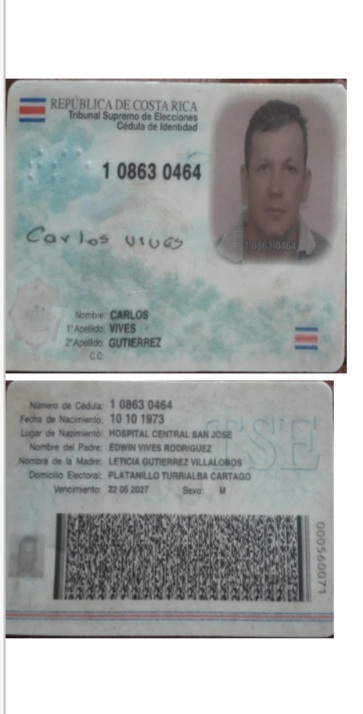 REPÚBLICA DE COSTA RICA
Tribunal Supremo de Elecciones
Cédula de Identidad
1 0863 0464
Carlos vives
1 0863 0464
Nombre: CARLOS
1° Apellido: VIVES
2° Apellido: GUTIERREZ
C.C:
Número de Cédula: 1 0863 0464
Fecha de Nacimiento: 10 10 1973
Lugar de Nacimiento: HOSPITAL CENTRAL SAN JOSE
Nombre del Padre: EDWIN VIVES RODRIGUEZ
Nombre de la Madre: LETICIA GUTIERREZ VILLALOBOS
Domicilio Electoral: PLATANILLO TURRIALBA CARTAGO
Vencimiento: 22 05 2027 Sexo: M
TSE
000560071